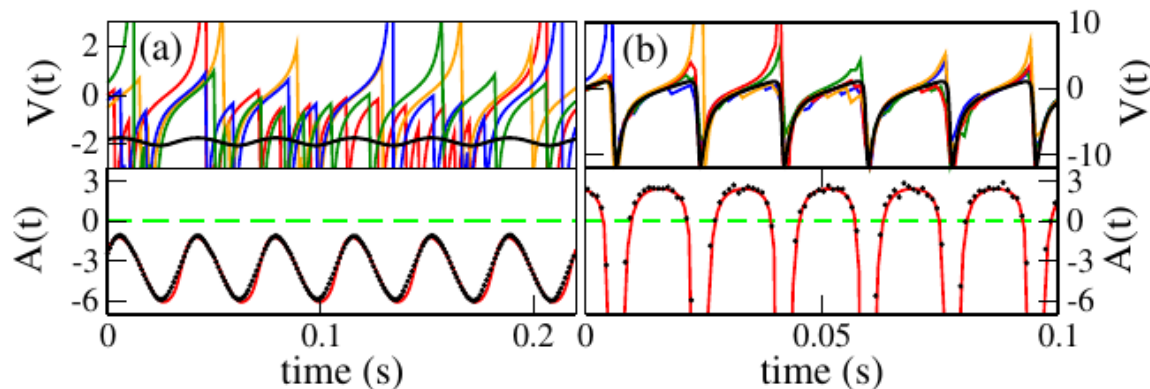 (a) (b)
V(t) 2 0 -2
10 0 -10 V(t)
A(t) 3 0 -3 -6
3 0 -3 -6 A(t)
0 0.1 0.2 0 0.05 0.1
time (s) time (s)